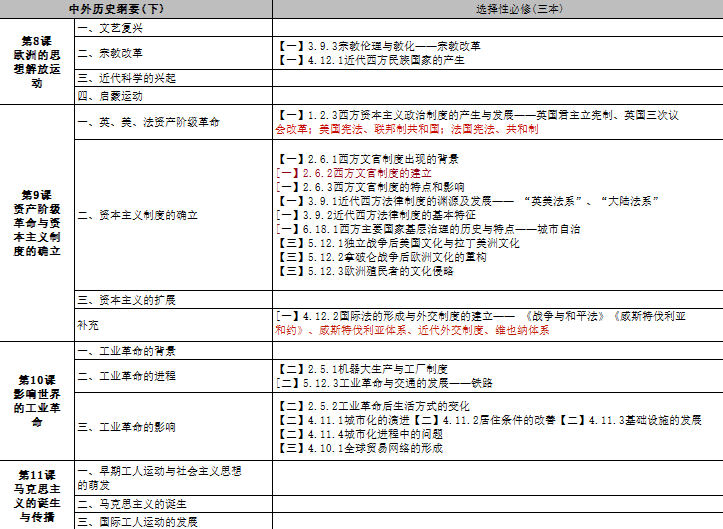 中外历史纲要(下)
选择性必修(三本)
第8课
欧洲的思
想解放运
动
一、文艺复兴
二、宗教改革
【一】3.9.3宗教伦理与教化——宗教改革
【一】4.12.1近代西方民族国家的产生
三、近代科学的兴起
四、启蒙运动
第9课
资产阶级
革命与资
本主义制
度的确立
一、英、美、法资产阶级革命
【一】1.2.3西方资本主义政治制度的产生与发展——英国君主立宪制、英国三次议
会改革；美国宪法、联邦制共和国；法国宪法、共和制
二、资本主义制度的确立
【一】2.6.1西方文官制度出现的背景
[一】2.6.2西方文官制度的建立
[一】2.6.3西方文官制度的特点和影响
【一】3.9.1近代西方法律制度的渊源及发展—— “英美法系”、“大陆法系”
[一】3.9.2近代西方法律制度的基本特征
[一】6.18.1西方主要国家基层治理的历史与特点——城市自治
【三】5.12.1独立战争后美国文化与拉丁美洲文化
【三】5.12.2拿破仑战争后欧洲文化的重构
【三】5.12.3欧洲殖民者的文化侵略
三、资本主义的扩展
补充
[一】4.12.2国际法的形成与外交制度的建立—— 《战争与和平法》《威斯特伐利亚
和约》、威斯特伐利亚体系、近代外交制度、维也纳体系
第10课
影响世界
的工业革
命
一、工业革命的背景
二、工业革命的进程
【二】2.5.1机器大生产与工厂制度
[二】5.12.3工业革命与交通的发展——铁路
三、工业革命的影响
【二】2.5.2工业革命后生活方式的变化
【二】4.11.1城市化的演进【二】4.11.2居住条件的改善【二】4.11.3基础设施的发展
【二】4.11.4城市化进程中的问题
【三】4.10.1全球贸易网络的形成
第11课
马克思主
义的诞生
与传播
一、早期工人运动与社会主义思想
的萌发
二、马克思主义的诞生
三、国际工人运动的发展